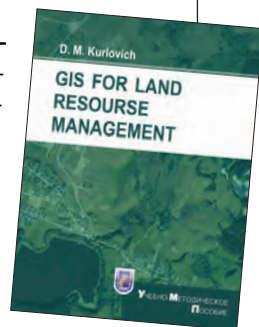 D. M. Kurlovich
GIS FOR LAND
RESOURSE
MANAGEMENT
УЧЕБНО-МЕТОДИЧЕСКОЕ
ПОСОБИЕ